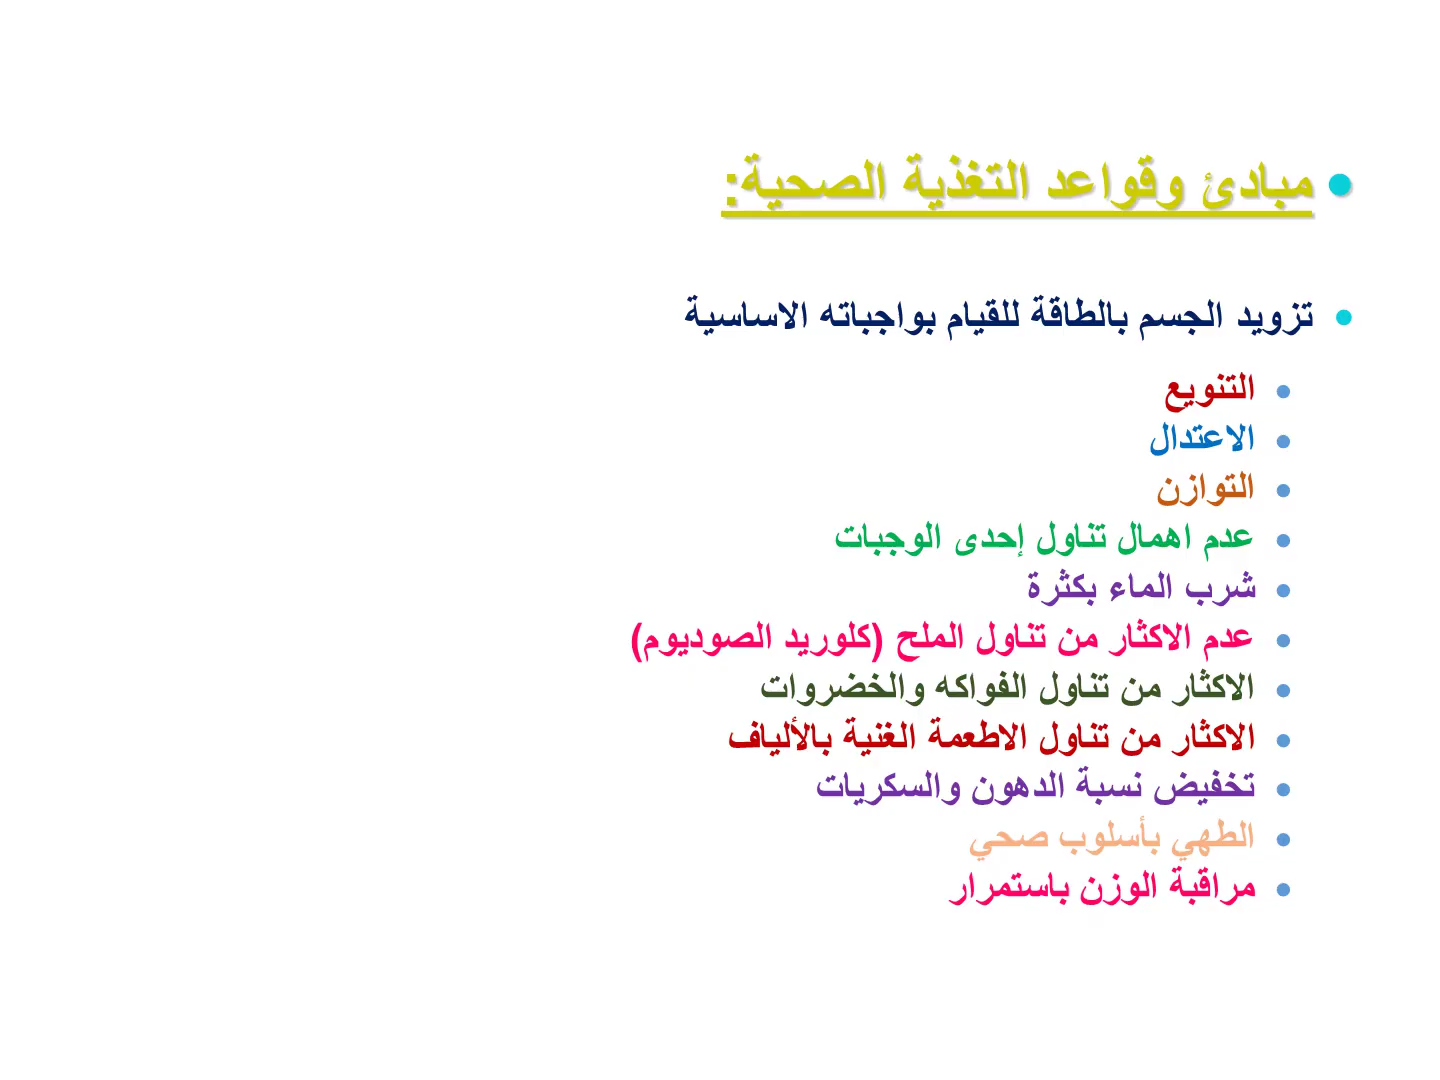 • مبادئ وقواعد التغذية الصحية:
• تزويد الجسم بالطاقة للقيام بواجباته الاساسية
• التنويع
• الاعتدال
• التوازن
• عدم اهمال تناول إحدى الوجبات
• شرب الماء بكثرة
• عدم الاكثار من تناول الملح (كلوريد الصوديوم)
• الاكثار من تناول الفواكه والخضروات
• الاكثار من تناول الاطعمة الغنية بالألياف
• تخفيض نسبة الدهون والسكريات
• الطهي بأسلوب صحي
• مراقبة الوزن باستمرار